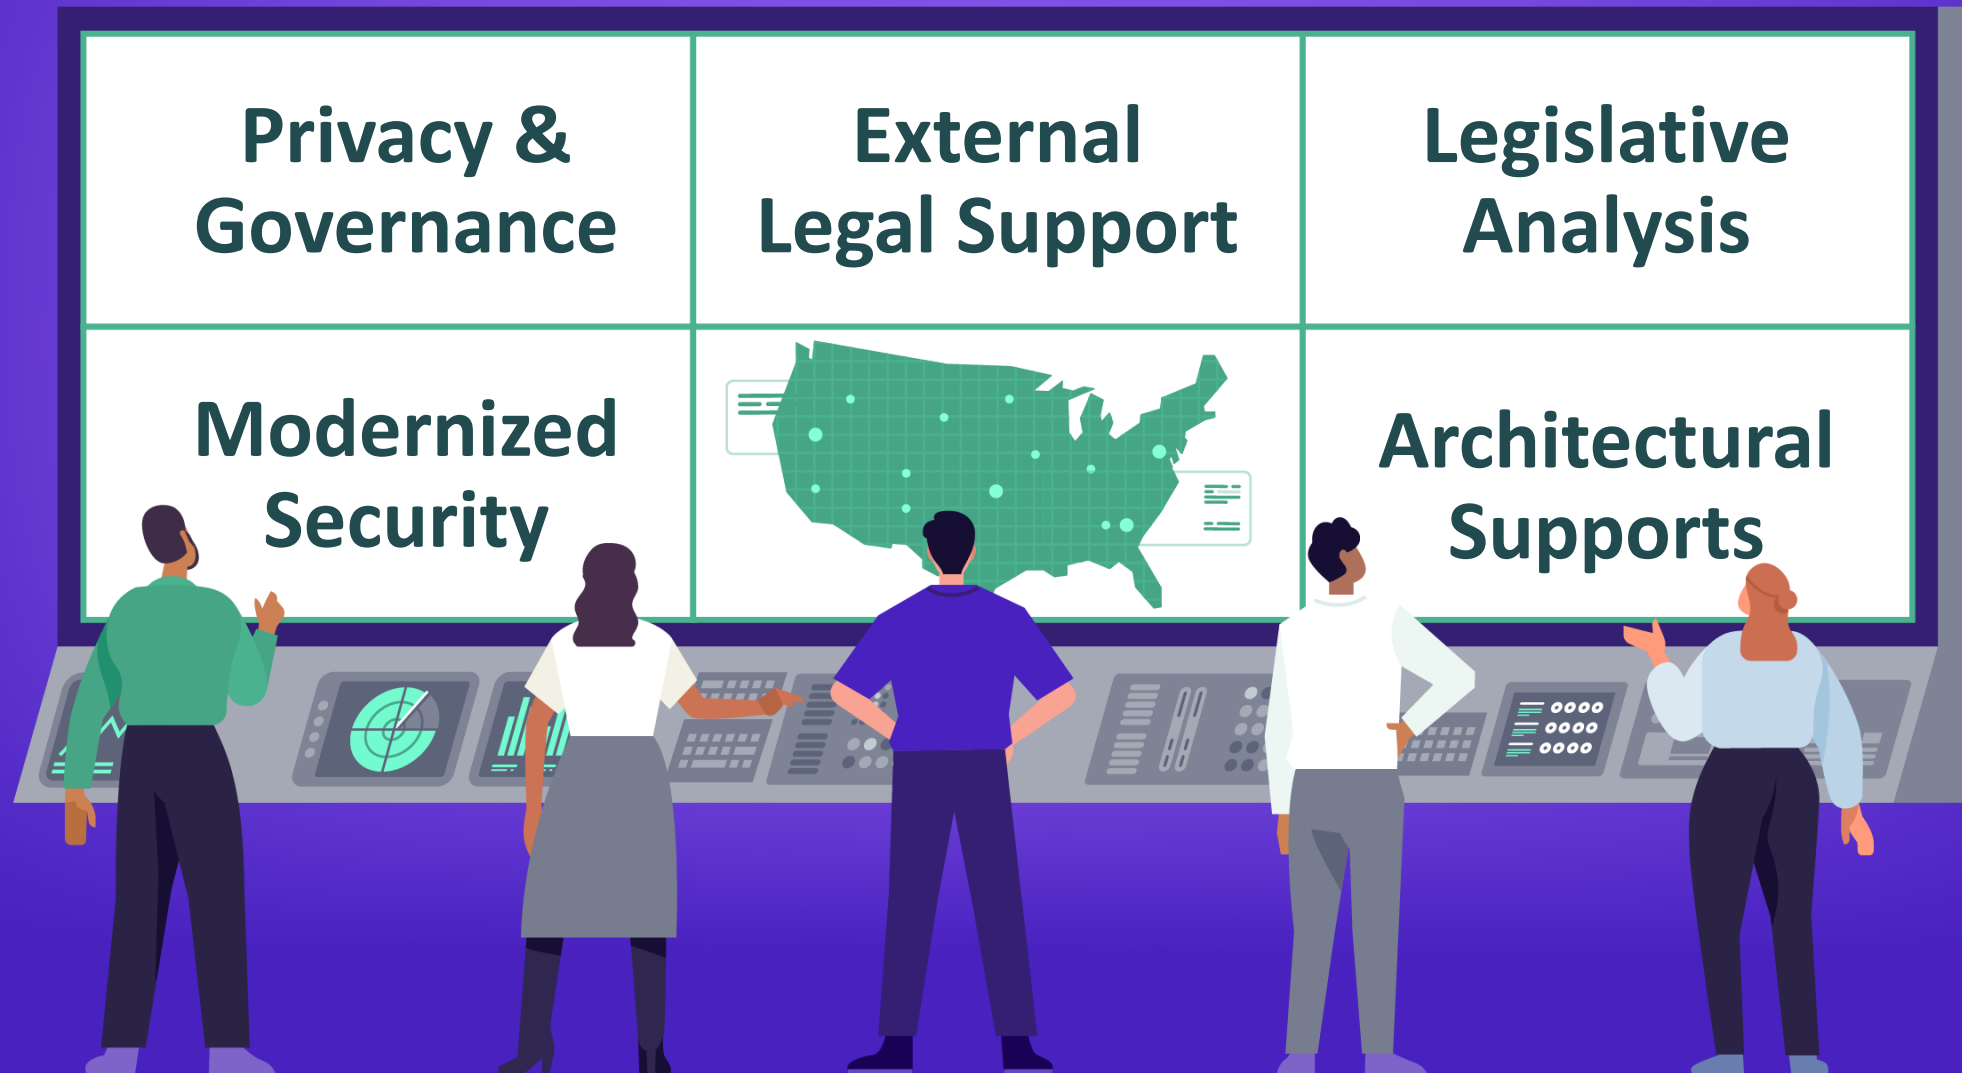 Privacy &
Governance
External
Legal Support
Legislative
Analysis
Modernized
Security
Architectural
Supports